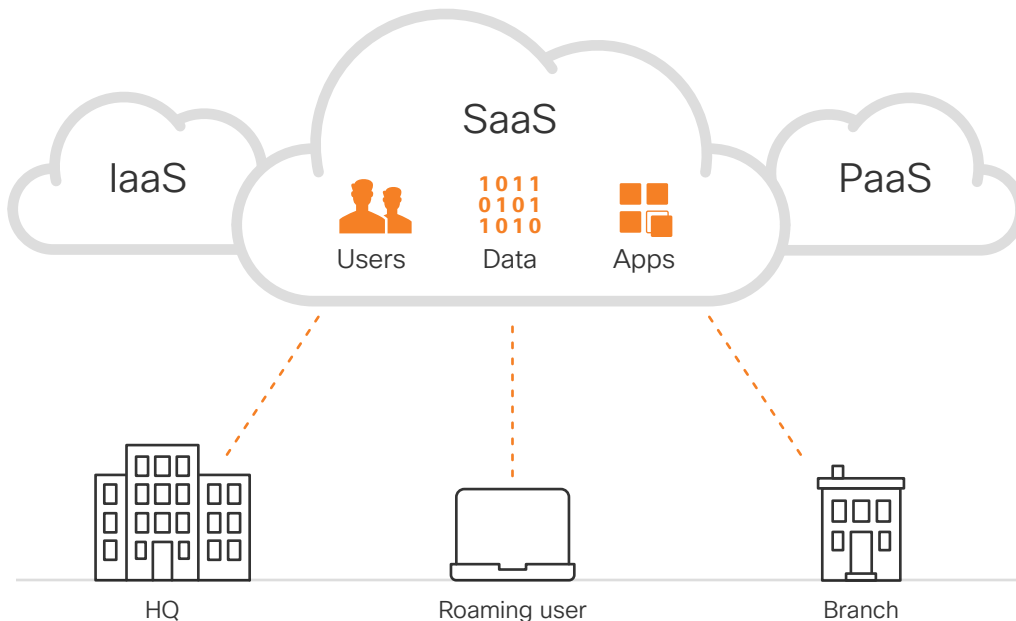 SaaS
IaaS
PaaS
1011
0101
1010
Users
Data
Apps
HQ
Roaming user
Branch